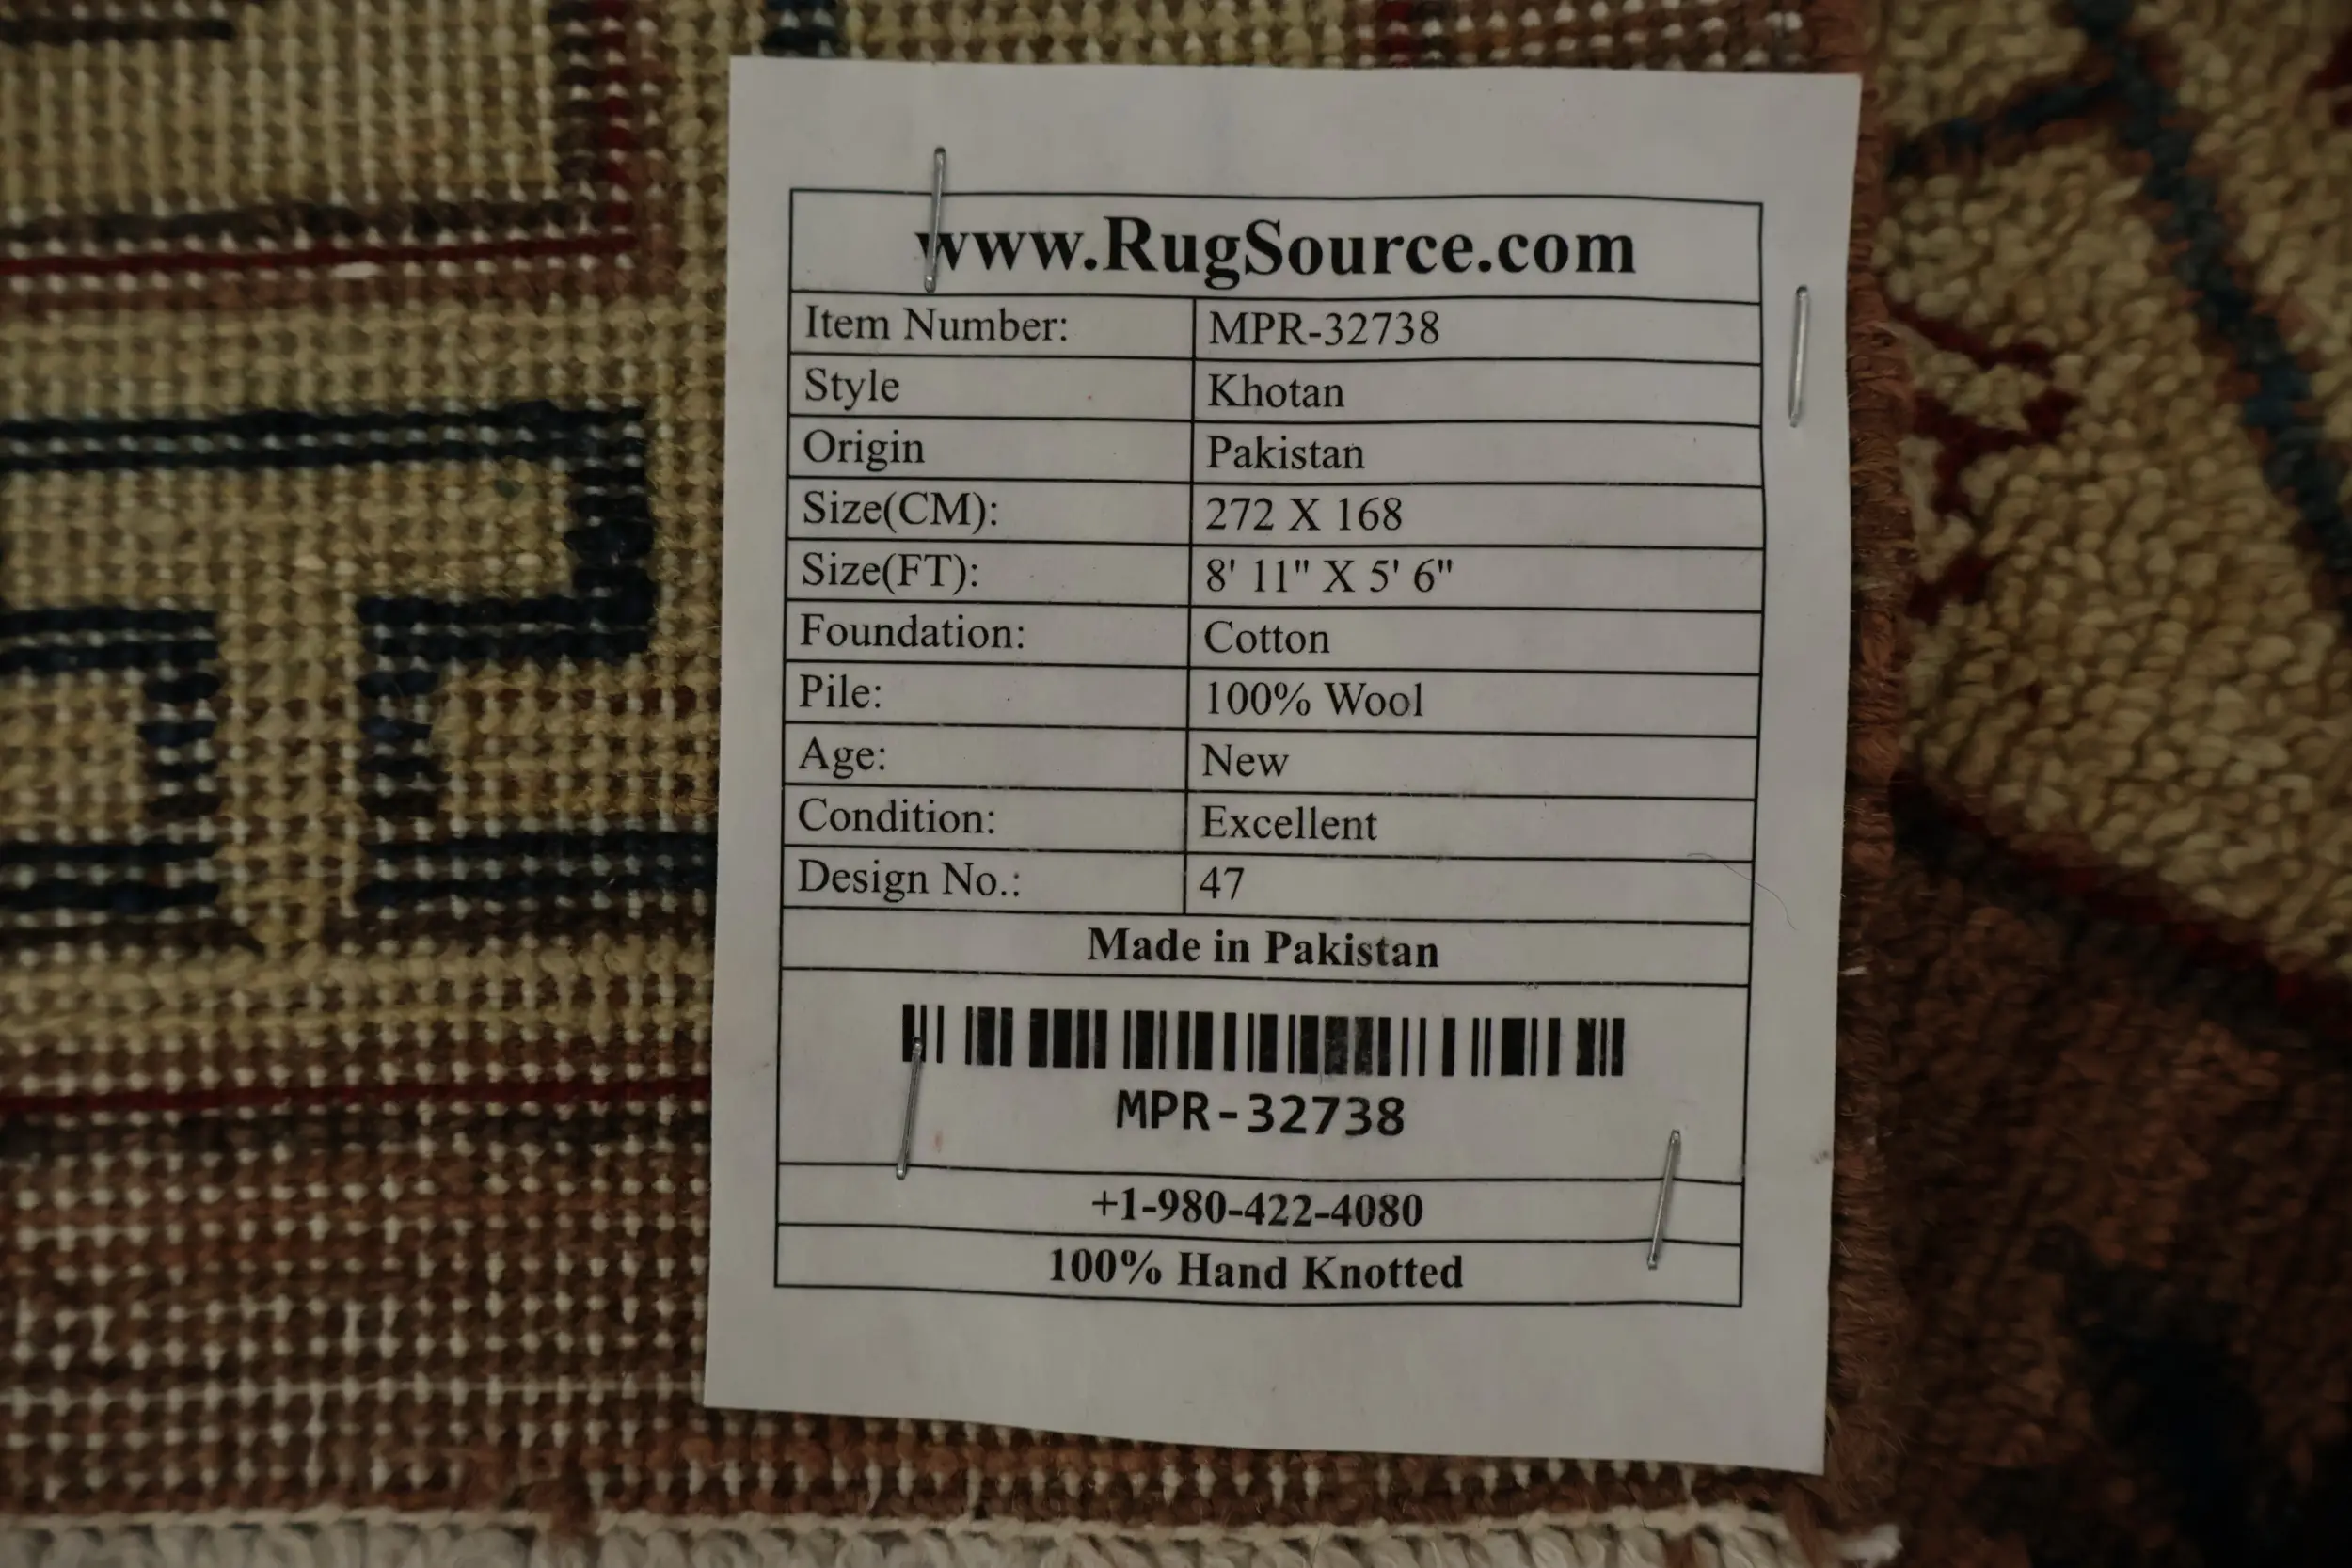 www.RugSource.com
Item Number: MPR-32738
Style Khotan
Origin Pakistan
Size(CM): 272 X 168
Size(FT): 8' 11" X 5' 6"
Foundation: Cotton
Pile: 100% Wool
Age: New
Condition: Excellent
Design No.: 47
Made in Pakistan
MPR-32738
+1-980-422-4080
100% Hand Knotted